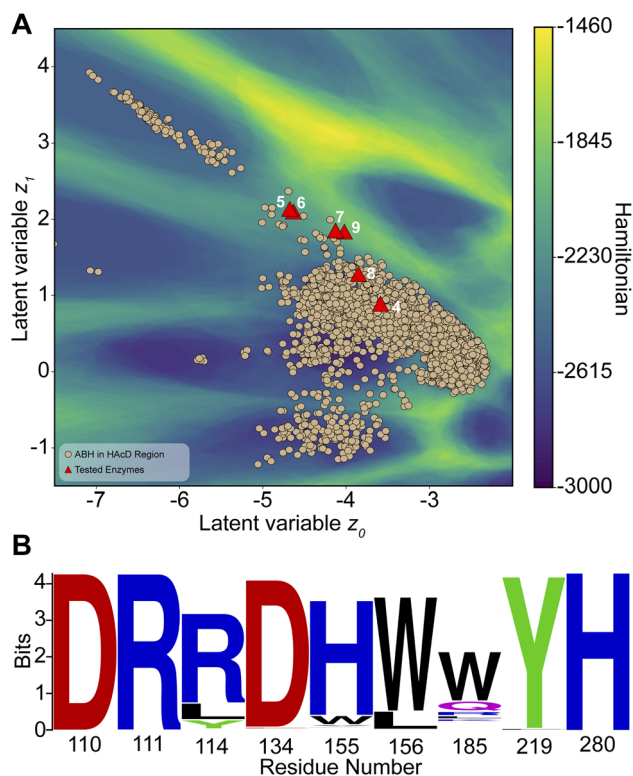 A
4
3
2
1
0
-1
-7
-6
-5
-4
-3
Latent variable z1
Latent variable z0
5
6
7
9
8
4
ABH in HAcD Region
Tested Enzymes
-1460
-1845
-2230
-2615
-3000
Hamiltonian
B
Bits
4
3
2
1
0
D R R D H W W Y H
L Y W L Q
110 111 114 134 155 156 185 219 280
Residue Number